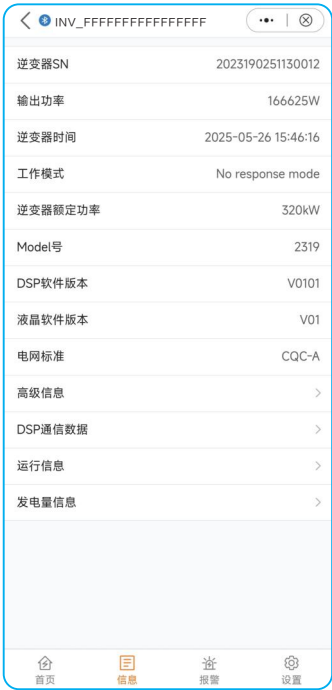 INV_FFFFFFFFFFFFFFFF
逆变器SN 2023190251130012
输出功率 166625W
逆变器时间 2025-05-26 15:46:16
工作模式 No response mode
逆变器额定功率 320kW
Model号 2319
DSP软件版本 V0101
液晶软件版本 V01
电网标准 CQC-A
高级信息
DSP通信数据
运行信息
发电量信息
首页 信息 报警 设置